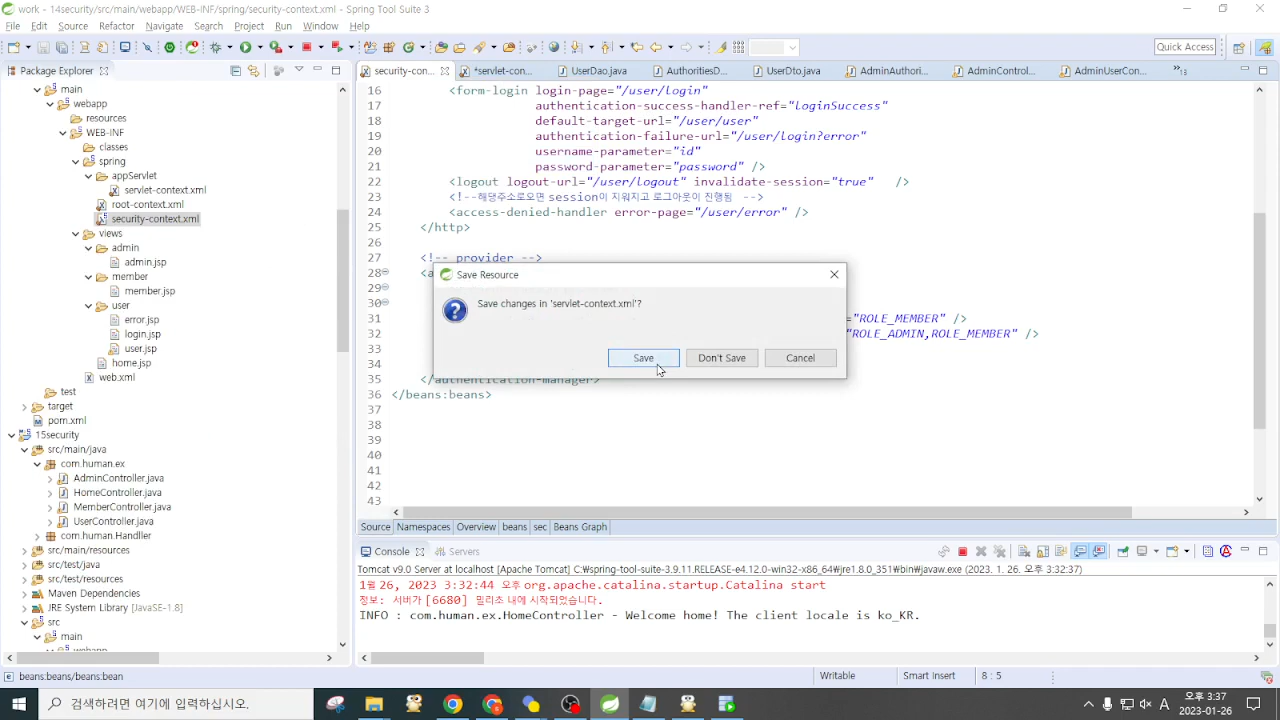 work - 14security/src/main/webapp/WEB-INF/spring/security-context.xml - Spring Tool Suite 3
File Edit Source Refactor Navigate Search Project Run Window Help
Quick Access
Package Explorer
main
webapp
resources
WEB-INF
classes
spring
appServlet
servlet-context.xml
root-context.xml
security-context.xml
views
admin
admin.jsp
member
member.jsp
user
error.jsp
login.jsp
user.jsp
home.jsp
web.xml
test
target
pom.xml
15security
src/main/java
com.human.ex
AdminController.java
HomeController.java
MemberController.java
UserController.java
com.human.Handler
src/main/resources
src/test/java
src/test/resources
Maven Dependencies
JRE System Library [JavaSE-1.8]
src
main
webapp
security-con... *servlet-con... UserDao.java AuthoritiesD... UserDto.java AdminAuthori... AdminControl... AdminUserCon... »13
16 <form-login login-page="/user/login"
17 authentication-success-handler-ref="loginSuccess"
18 default-target-url="/user/user"
19 authentication-failure-url="/user/login?error"
20 username-parameter="id"
21 password-parameter="password" />
22 <logout logout-url="/user/logout" invalidate-session="true" />
23 <!--해당주소로오면 session이 지워지고 로그아웃이 진행됨 -->
24 <access-denied-handler error-page="/user/error" />
25 </http>
26
27 <!-- provider -->
28 <a
29
30
31 ="ROLE_MEMBER" />
32 "ROLE_ADMIN,ROLE_MEMBER" />
33
34
35 </authentication-manager>
36 </beans:beans>
37
38
39
40
41
42
43
Save Resource
Save changes in 'servlet-context.xml'?
Save Don't Save Cancel
Source Namespaces Overview beans sec Beans Graph
Console Servers
Tomcat v9.0 Server at localhost [Apache Tomcat] C:₩spring-tool-suite-3.9.11.RELEASE-e4.12.0-win32-x86_64₩jre1.8.0_351₩bin₩javaw.exe (2023. 1. 26. 오후 3:32:37)
1월 26, 2023 3:32:44 오후 org.apache.catalina.startup.Catalina start
정보: 서버가 [6680] 밀리초 내에 시작되었습니다.
INFO : com.human.ex.HomeController - Welcome home! The client locale is ko_KR.
beans:beans/beans:bean
Writable Smart Insert 8 : 5
검색하려면 여기에 입력하십시오.
A
오후 3:37
2023-01-26